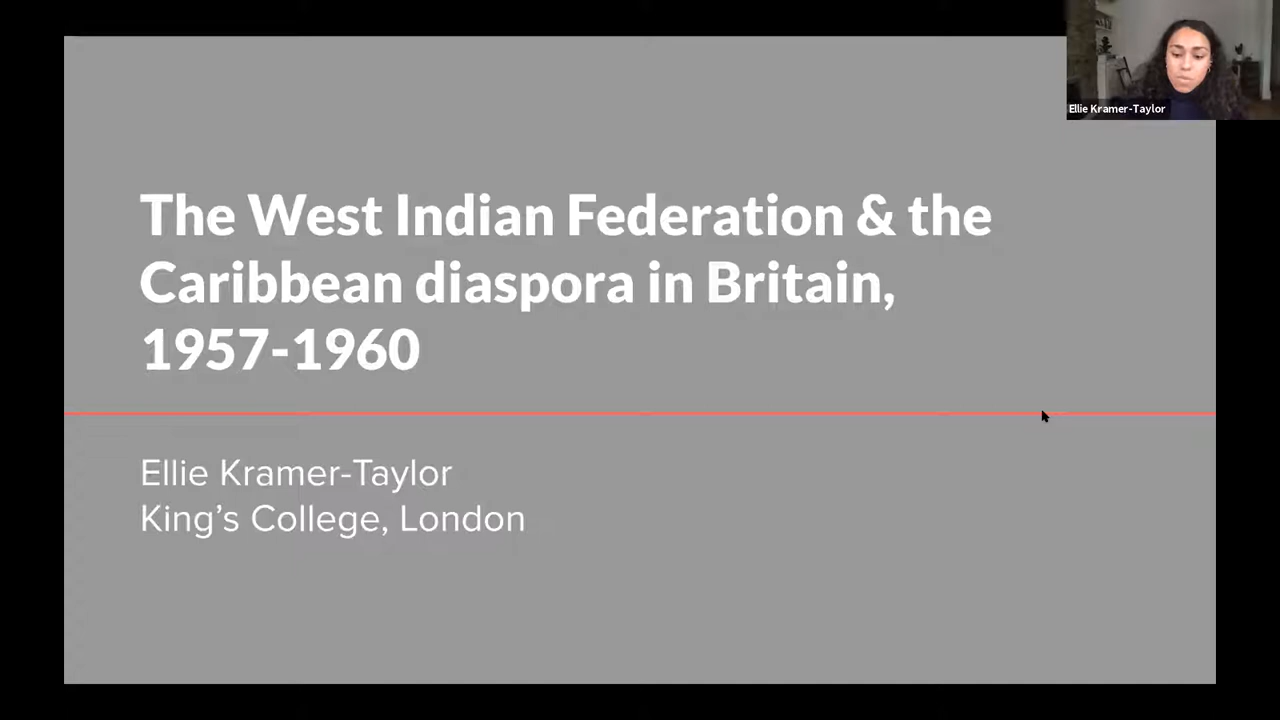 Ellie Kramer-Taylor
The West Indian Federation & the
Caribbean diaspora in Britain,
1957-1960
Ellie Kramer-Taylor
King's College, London